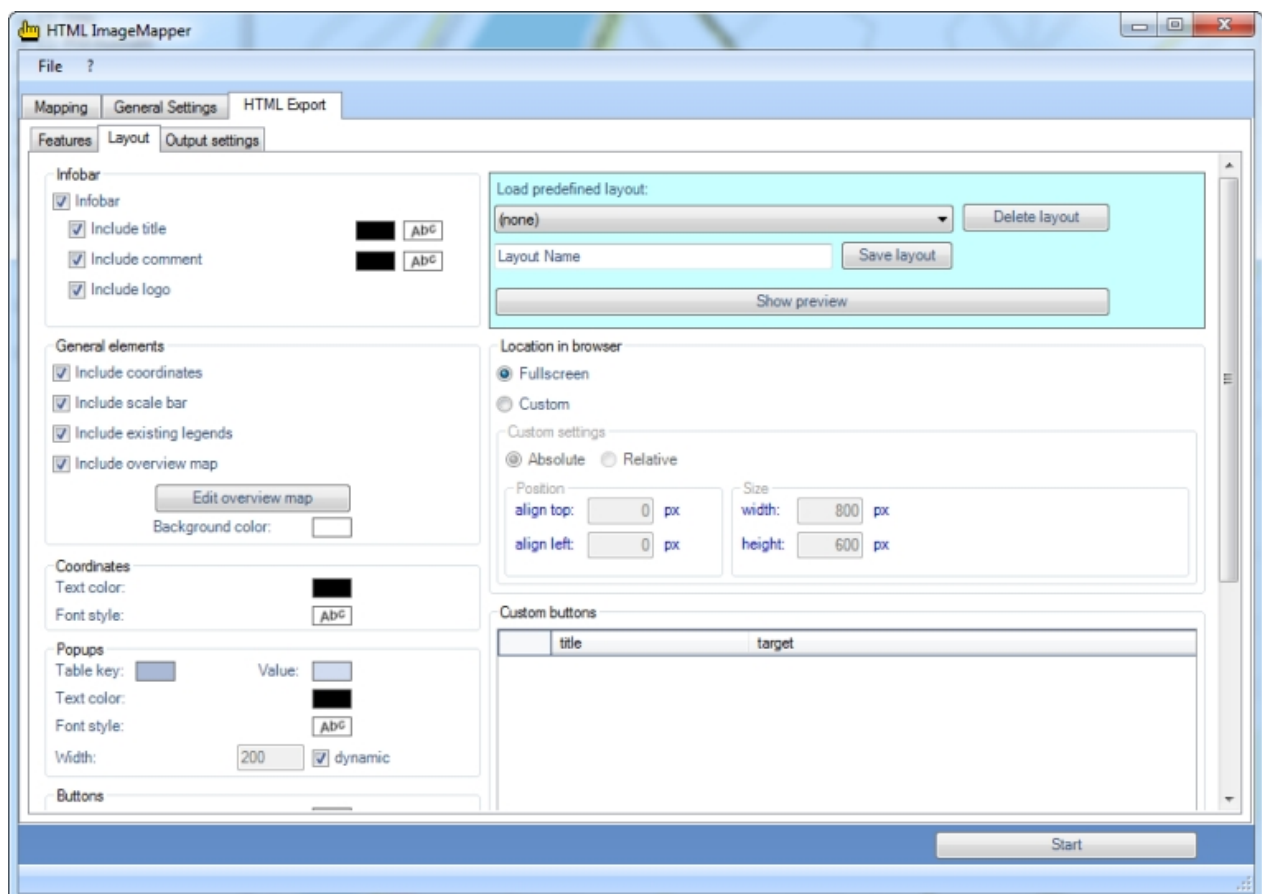 HTML ImageMapper
File ?
Mapping General Settings HTML Export
Features Layout Output settings
Infobar
Infobar
Include title AbC
Include comment AbC
Include logo
Load predefined layout:
(none) Delete layout
Layout Name Save layout
Show preview
General elements
Include coordinates
Include scale bar
Include existing legends
Include overview map
Edit overview map
Background color:
Location in browser
Fullscreen
Custom
Custom settings
Absolute Relative
Position
align top: 0 px
align left: 0 px
Size
width: 800 px
height: 600 px
Coordinates
Text color:
Font style: AbC
Popups
Table key: Value:
Text color:
Font style: AbC
Width: 200 dynamic
Buttons
Custom buttons
title target
Start